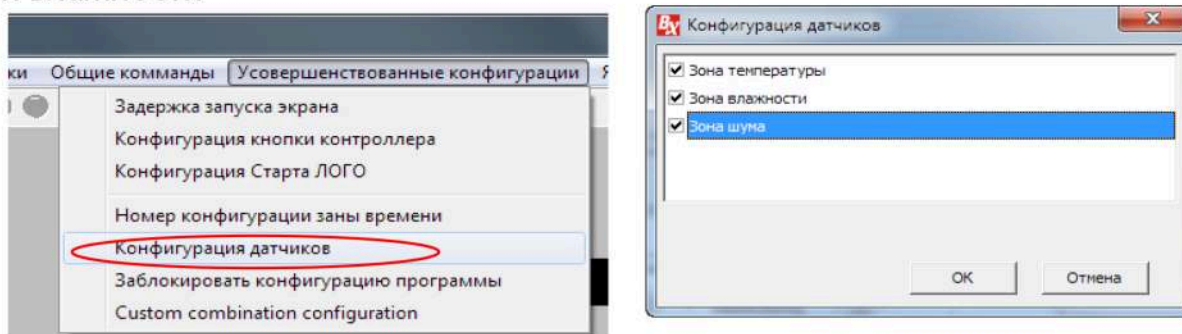 ки Общие комманды Усовершенствованные конфигурации
Задержка запуска экрана
Конфигурация кнопки контроллера
Конфигурация Старта ЛОГО
Номер конфигурации заны времени
Конфигурация датчиков
Заблокировать конфигурацию программы
Custom combination configuration
Конфигурация датчиков
Зона температуры
Зона влажности
Зона шума
OK Отмена